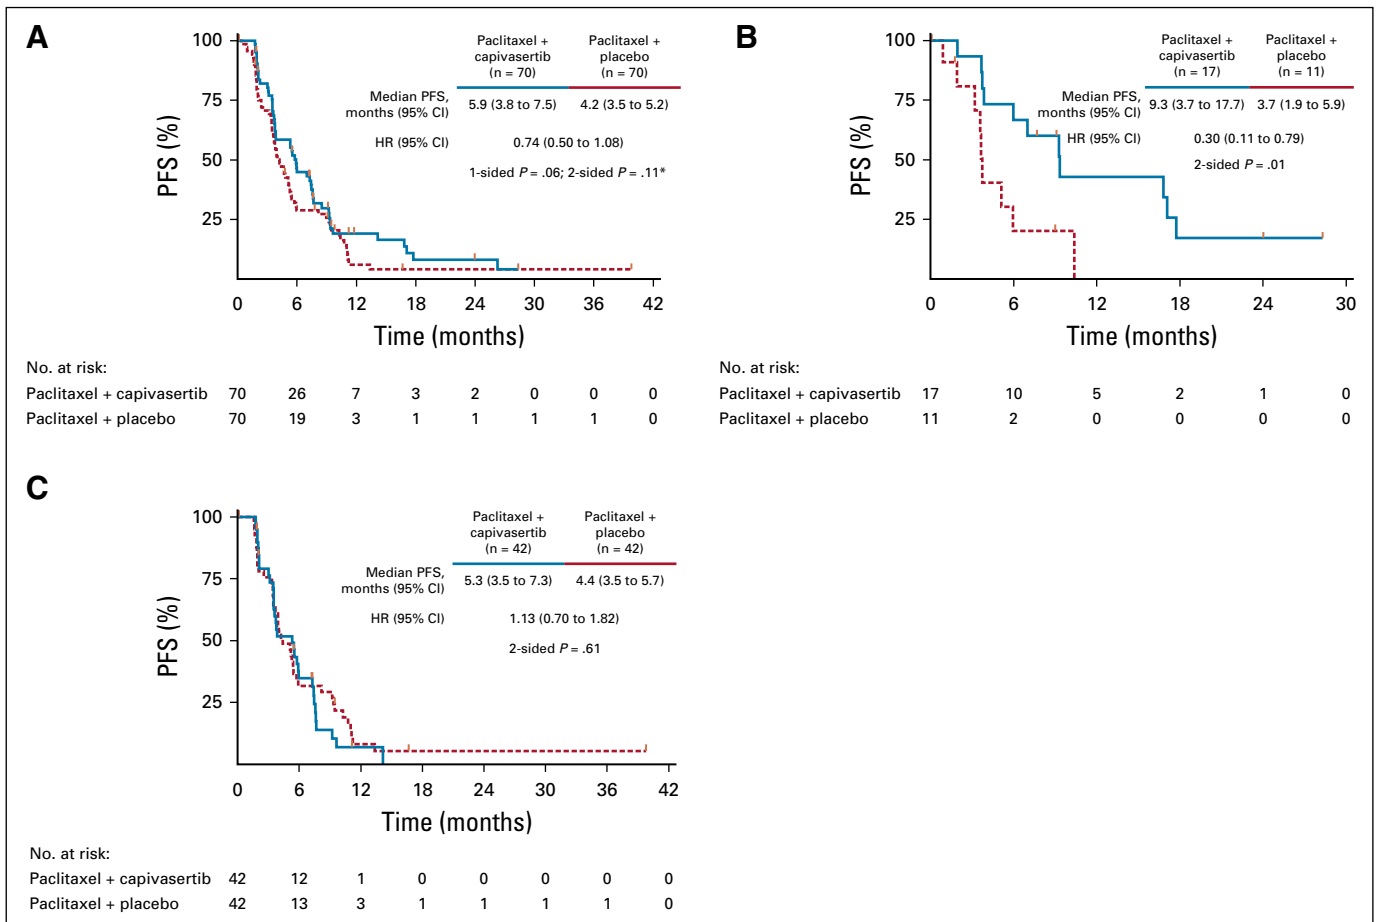 A
Paclitaxel + capivasertib (n = 70)
Paclitaxel + placebo (n = 70)
Median PFS, months (95% CI)
5.9 (3.8 to 7.5)
4.2 (3.5 to 5.2)
HR (95% CI)
0.74 (0.50 to 1.08)
1-sided P = .06; 2-sided P = .11*
PFS (%)
100
75
50
25
0 6 12 18 24 30 36 42
Time (months)
No. at risk:
Paclitaxel + capivasertib 70 26 7 3 2 0 0 0
Paclitaxel + placebo 70 19 3 1 1 1 1 0
B
Paclitaxel + capivasertib (n = 17)
Paclitaxel + placebo (n = 11)
Median PFS, months (95% CI)
9.3 (3.7 to 17.7)
3.7 (1.9 to 5.9)
HR (95% CI)
0.30 (0.11 to 0.79)
2-sided P = .01
PFS (%)
100
75
50
25
0 6 12 18 24 30
Time (months)
No. at risk:
Paclitaxel + capivasertib 17 10 5 2 1 0
Paclitaxel + placebo 11 2 0 0 0 0
C
Paclitaxel + capivasertib (n = 42)
Paclitaxel + placebo (n = 42)
Median PFS, months (95% CI)
5.3 (3.5 to 7.3)
4.4 (3.5 to 5.7)
HR (95% CI)
1.13 (0.70 to 1.82)
2-sided P = .61
PFS (%)
100
75
50
25
0 6 12 18 24 30 36 42
Time (months)
No. at risk:
Paclitaxel + capivasertib 42 12 1 0 0 0 0 0
Paclitaxel + placebo 42 13 3 1 1 1 1 0